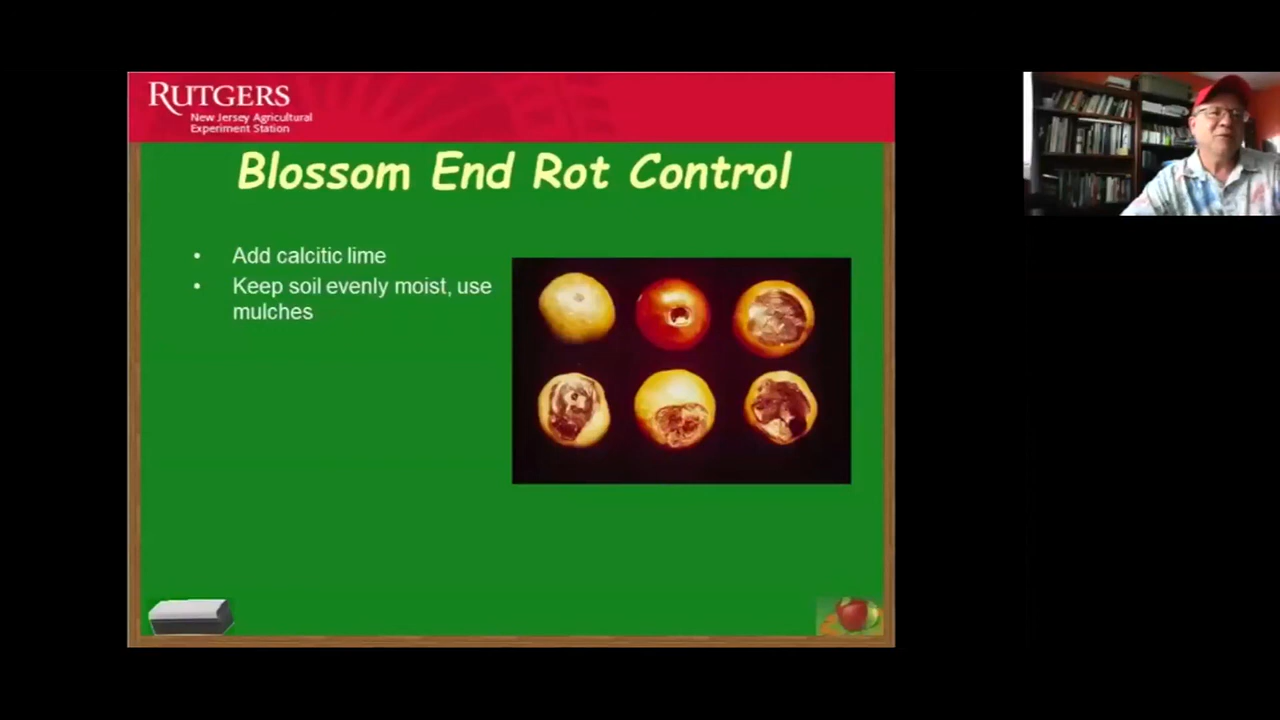 RUTGERS
New Jersey Agricultural
Experiment Station
Blossom End Rot Control
• Add calcitic lime
• Keep soil evenly moist, use
mulches